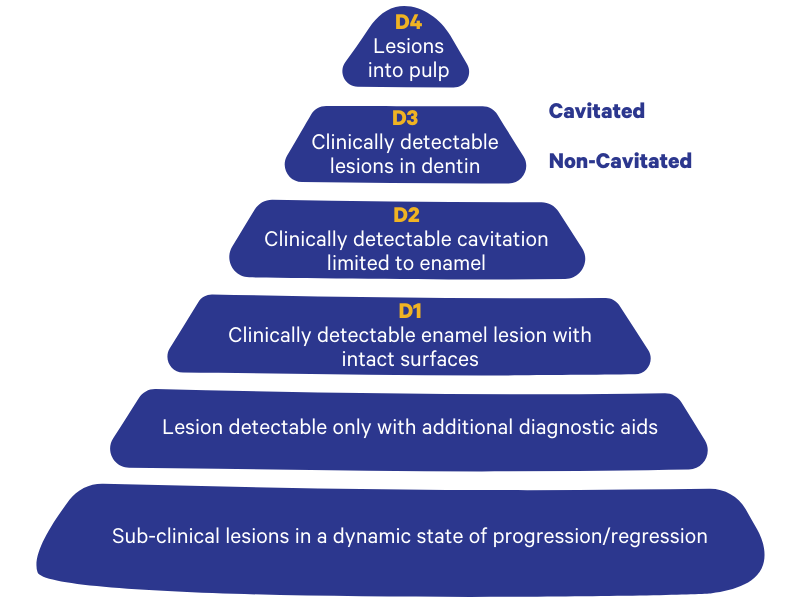 D4
Lesions
into pulp
D3
Clinically detectable
lesions in dentin
Cavitated
Non-Cavitated
D2
Clinically detectable cavitation
limited to enamel
D1
Clinically detectable enamel lesion with
intact surfaces
Lesion detectable only with additional diagnostic aids
Sub-clinical lesions in a dynamic state of progression/regression